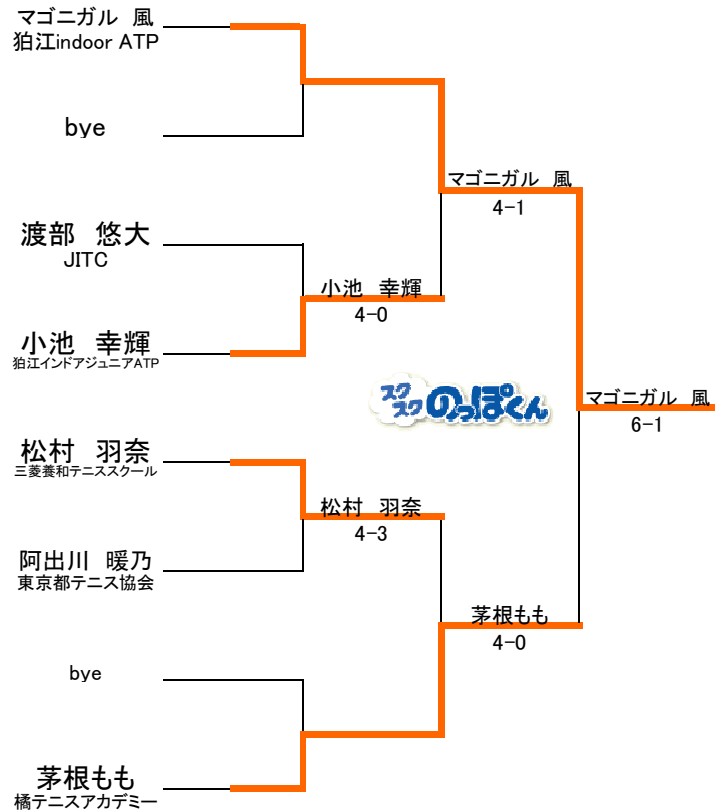 マゴニガル　風
狛江indoor ATP
bye
渡部　悠大
JITC
小池　幸輝
狛江インドアジュニアATP
松村　羽奈
三菱養和テニススクール
阿出川　暖乃
東京都テニス協会
bye
茅根もも
橘テニスアカデミー
小池　幸輝
4-0
松村　羽奈
4-3
マゴニガル　風
4-1
茅根もも
4-0
スクスク のっぽくん
マゴニガル　風
6-1